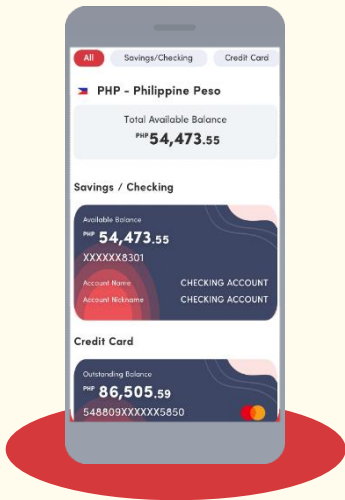 All Savings/Checking Credit Card
PHP - Philippine Peso
Total Available Balance
PHP 54,473.55
Savings / Checking
Available Balance
PHP 54,473.55
XXXXXX8301
Account Name CHECKING ACCOUNT
Account Nickname CHECKING ACCOUNT
Credit Card
Outstanding Balance
PHP 86,505.59
548809XXXXXX5850